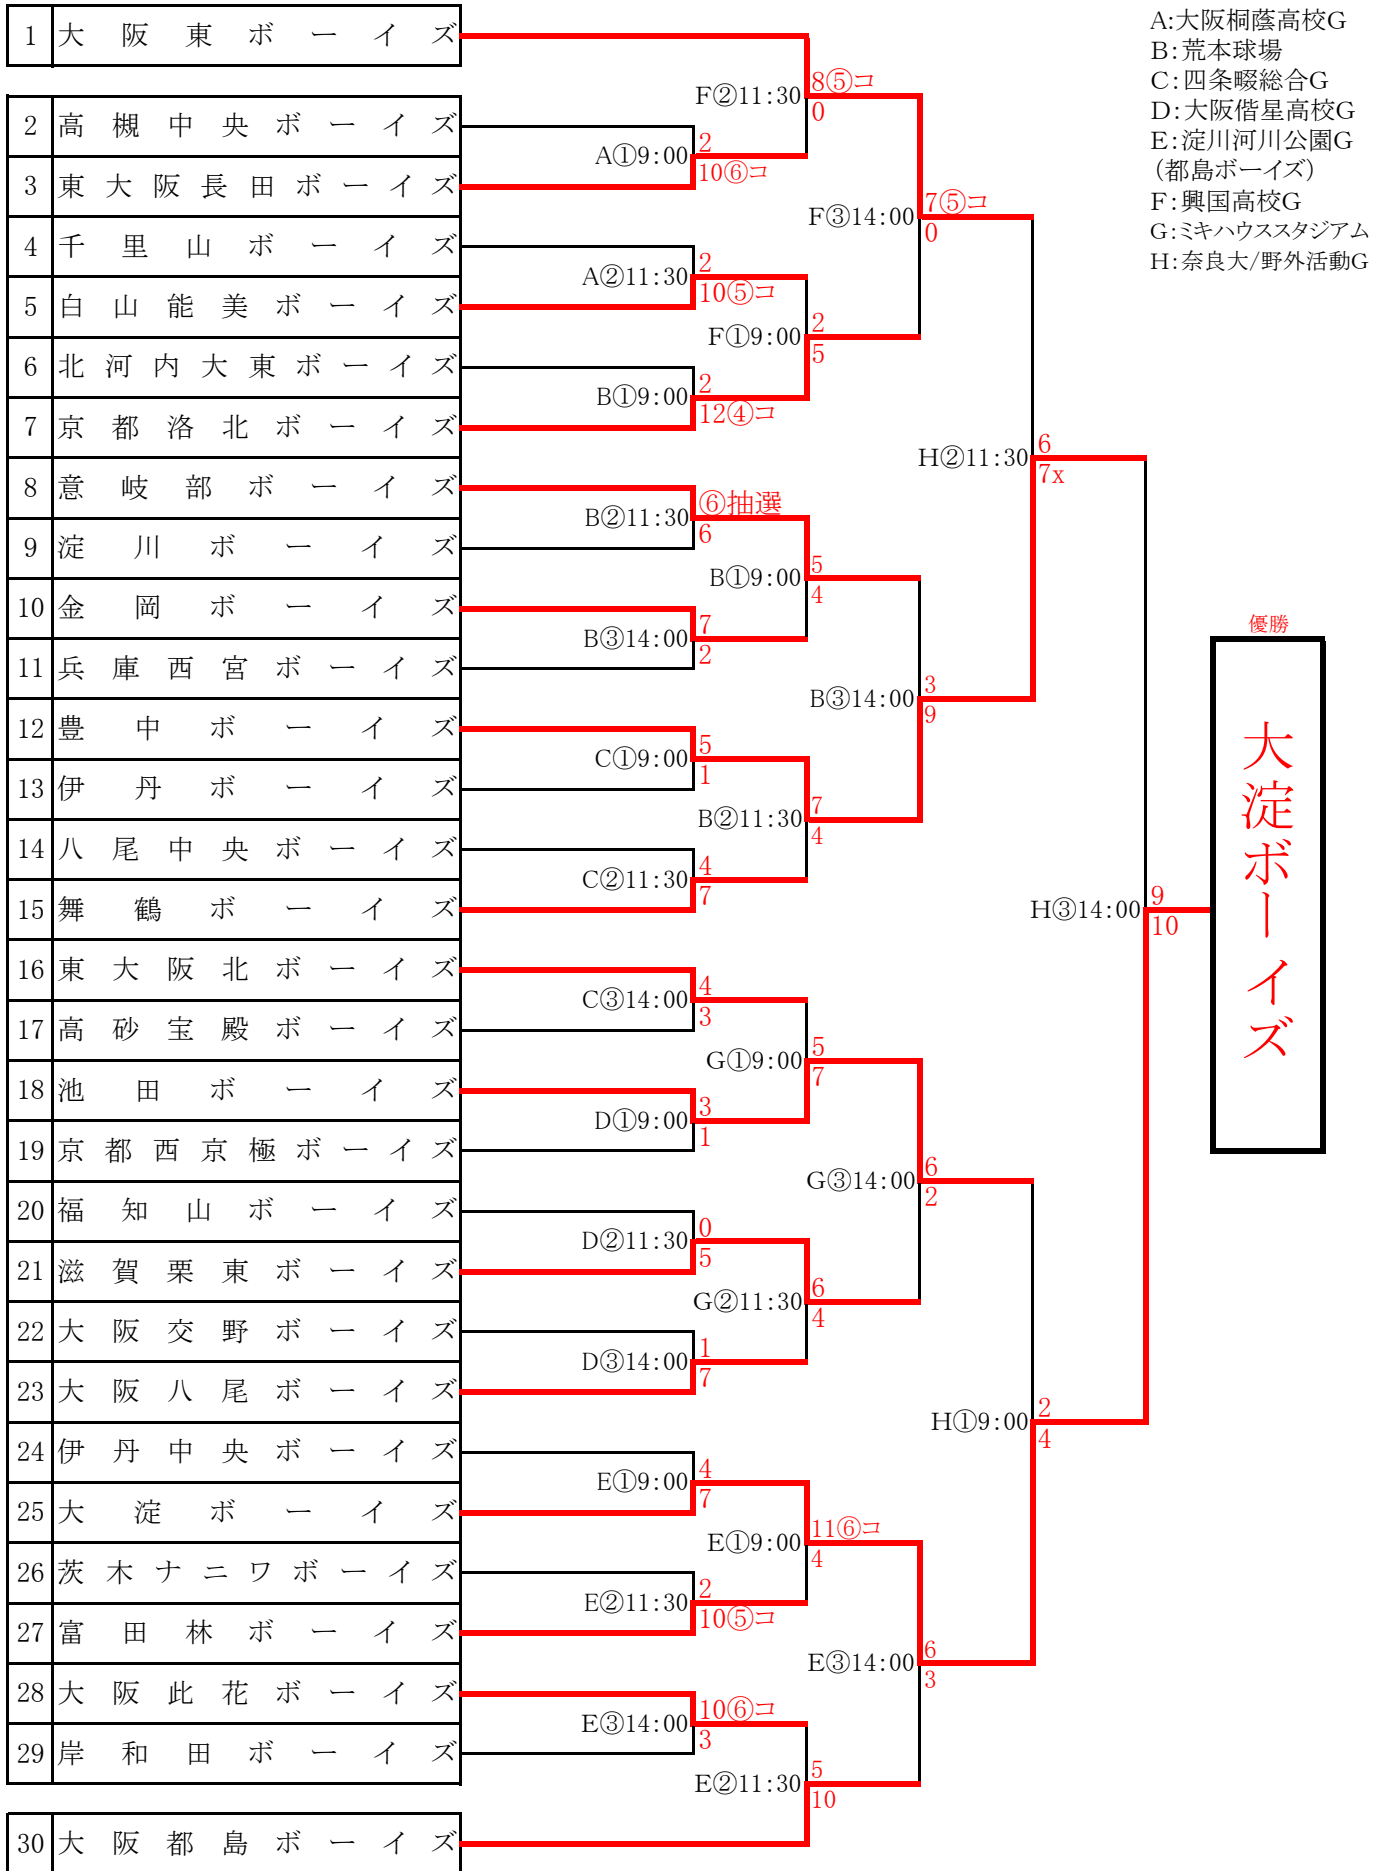 1 大阪東ボーイズ
2 高槻中央ボーイズ
3 東大阪長田ボーイズ
4 千里山ボーイズ
5 白山能美ボーイズ
6 北河内大東ボーイズ
7 京都洛北ボーイズ
8 意岐部ボーイズ
9 淀川ボーイズ
10 金岡ボーイズ
11 兵庫西宮ボーイズ
12 豊中ボーイズ
13 伊丹ボーイズ
14 八尾中央ボーイズ
15 舞鶴ボーイズ
16 東大阪北ボーイズ
17 高砂宝殿ボーイズ
18 池田ボーイズ
19 京都西京極ボーイズ
20 福知山ボーイズ
21 滋賀栗東ボーイズ
22 大阪交野ボーイズ
23 大阪八尾ボーイズ
24 伊丹中央ボーイズ
25 大淀ボーイズ
26 茨木ナニワボーイズ
27 富田林ボーイズ
28 大阪此花ボーイズ
29 岸和田ボーイズ
30 大阪都島ボーイズ
A①9:00
2
10⑥コ
A②11:30
2
10⑤コ
B①9:00
2
12④コ
B②11:30
⑥抽選
6
B③14:00
7
2
C①9:00
5
1
C②11:30
4
7
C③14:00
4
3
D①9:00
3
1
D②11:30
0
5
D③14:00
1
7
E①9:00
4
7
E②11:30
2
10⑤コ
E③14:00
10⑥コ
3
F②11:30
8⑤コ
0
F①9:00
2
5
B①9:00
5
4
B②11:30
7
4
G①9:00
5
7
G②11:30
6
4
E①9:00
11⑥コ
4
E②11:30
5
10
F③14:00
7⑤コ
0
B③14:00
3
9
G③14:00
6
2
E③14:00
6
3
H②11:30
6
7x
H①9:00
2
4
H③14:00
9
10
優勝
大淀ボーイズ
A:大阪桐蔭高校G
B:荒本球場
C:四条畷総合G
D:大阪偕星高校G
E:淀川河川公園G
(都島ボーイズ)
F:興国高校G
G:ミキハウススタジアム
H:奈良大/野外活動G